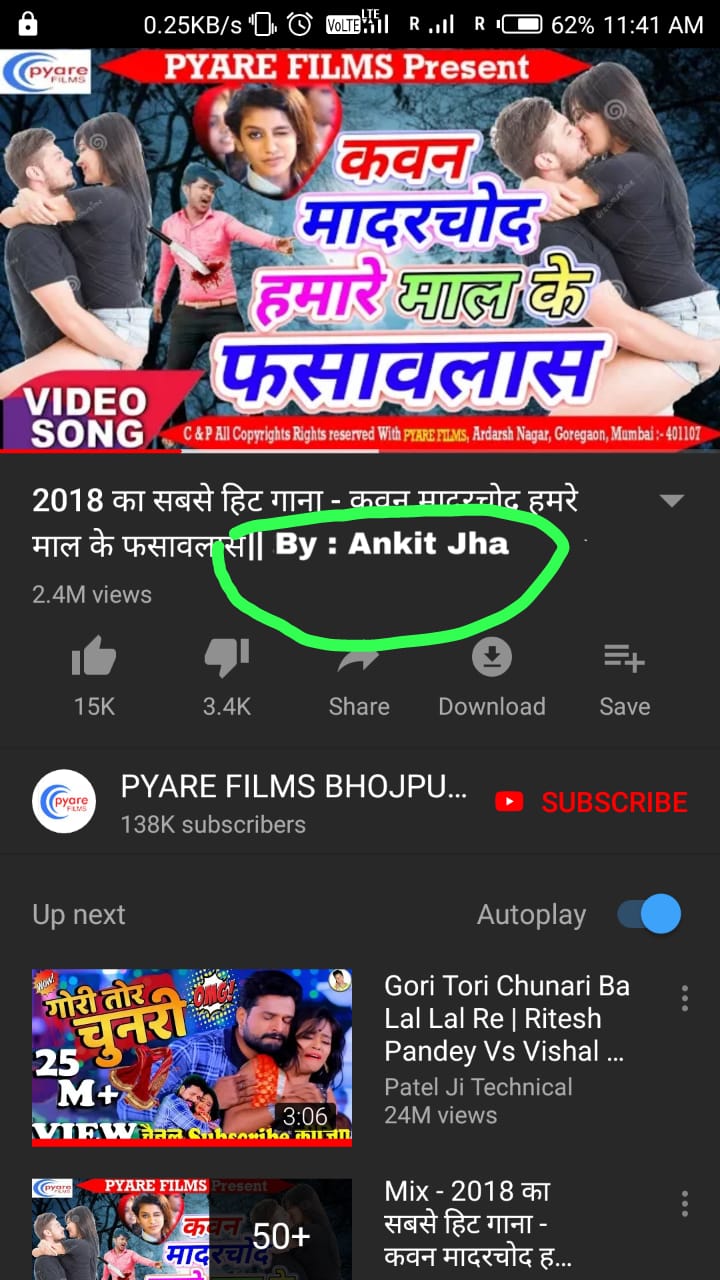 0.25KB/s VoLTE LTE R R 62% 11:41 AM
pyare FILMS
PYARE FILMS Present
कवन
मादरचोद
हमारे माल के
फसावलास
VIDEO
SONG
C & P All Copyrights Rights reserved With PYARE FILMS, Ardarsh Nagar, Goregaon, Mumbai :- 401107
2018 का सबसे हिट गाना - कवन मादरचोद हमरे
माल के फसावलास|| By : Ankit Jha
2.4M views
15K 3.4K Share Download Save
pyare FILMS
PYARE FILMS BHOJPU...
SUBSCRIBE
138K subscribers
Up next Autoplay
WOW!
गोरी तोर
चुनरी
OMG!
25
M+
VIEW
3:06
Gori Tori Chunari Ba
Lal Lal Re | Ritesh
Pandey Vs Vishal ...
Patel Ji Technical
24M views
pyare FILMS
PYARE FILMS Present
कवन
मादरचोद
50+
Mix - 2018 का
सबसे हिट गाना -
कवन मादरचोद ह...